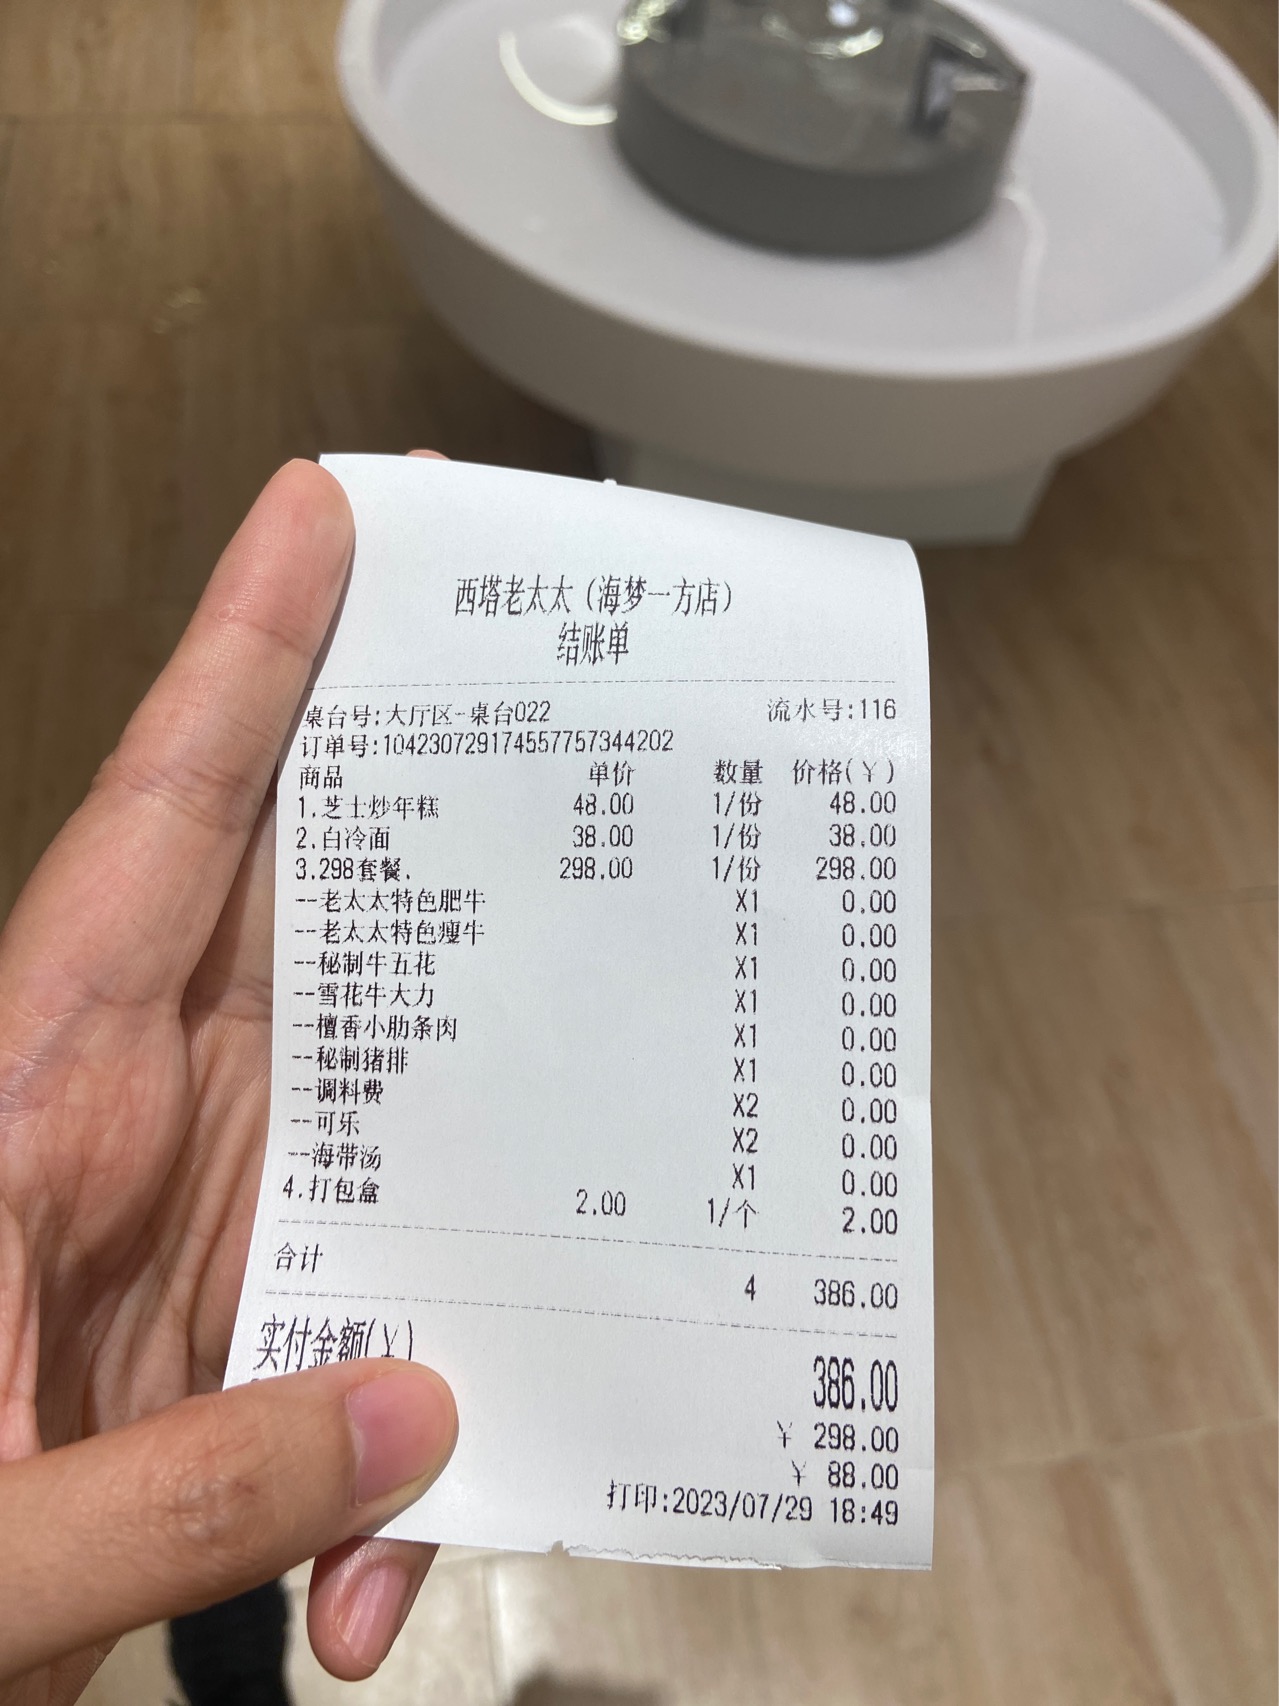 西塔老太太（海梦一方店）
结账单
桌台号:大厅区-桌台022 流水号:116
订单号:104230729174557757344202
商品 单价 数量 价格(￥)
1.芝士炒年糕 48.00 1/份 48.00
2.白冷面 38.00 1/份 38.00
3.298套餐. 298.00 1/份 298.00
--老太太特色肥牛 X1 0.00
--老太太特色瘦牛 X1 0.00
--秘制牛五花 X1 0.00
--雪花牛大力 X1 0.00
--檀香小肋条肉 X1 0.00
--秘制猪排 X1 0.00
--调料费 X2 0.00
--可乐 X2 0.00
--海带汤 X1 0.00
4.打包盒 2.00 1/个 2.00
合计 4 386.00
实付金额(￥) 386.00
￥ 298.00
￥ 88.00
打印:2023/07/29 18:49